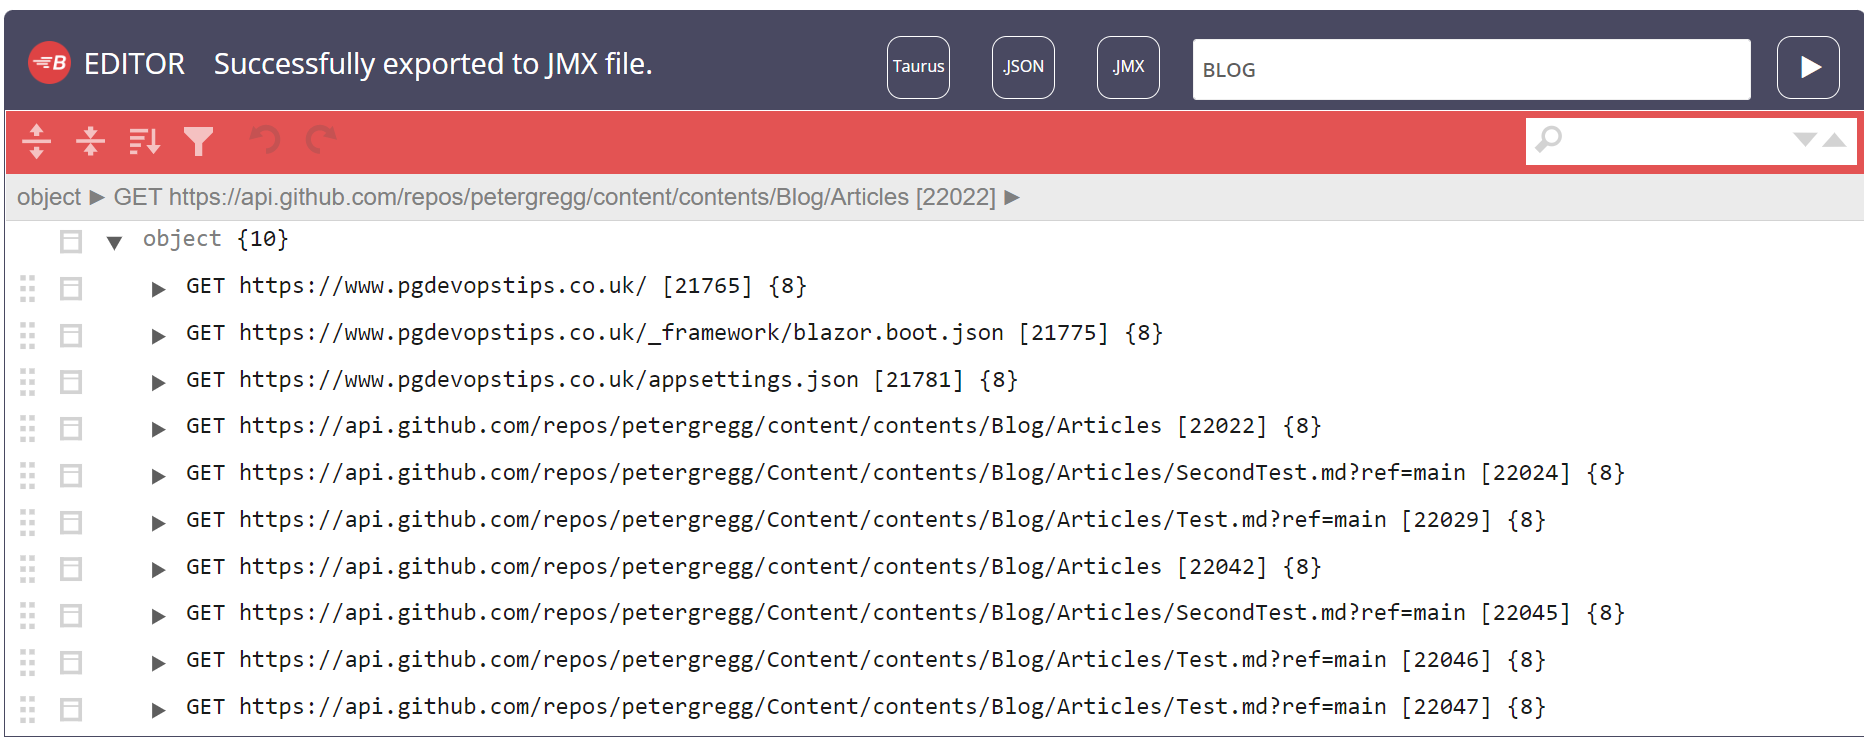 B EDITOR Successfully exported to JMX file. Taurus .JSON .JMX BLOG
object ▶ GET https://api.github.com/repos/petergregg/content/contents/Blog/Articles [22022] ▶
object {10}
GET https://www.pgdevopstips.co.uk/ [21765] {8}
GET https://www.pgdevopstips.co.uk/_framework/blazor.boot.json [21775] {8}
GET https://www.pgdevopstips.co.uk/appsettings.json [21781] {8}
GET https://api.github.com/repos/petergregg/content/contents/Blog/Articles [22022] {8}
GET https://api.github.com/repos/petergregg/Content/contents/Blog/Articles/SecondTest.md?ref=main [22024] {8}
GET https://api.github.com/repos/petergregg/Content/contents/Blog/Articles/Test.md?ref=main [22029] {8}
GET https://api.github.com/repos/petergregg/content/contents/Blog/Articles [22042] {8}
GET https://api.github.com/repos/petergregg/Content/contents/Blog/Articles/SecondTest.md?ref=main [22045] {8}
GET https://api.github.com/repos/petergregg/Content/contents/Blog/Articles/Test.md?ref=main [22046] {8}
GET https://api.github.com/repos/petergregg/Content/contents/Blog/Articles/Test.md?ref=main [22047] {8}